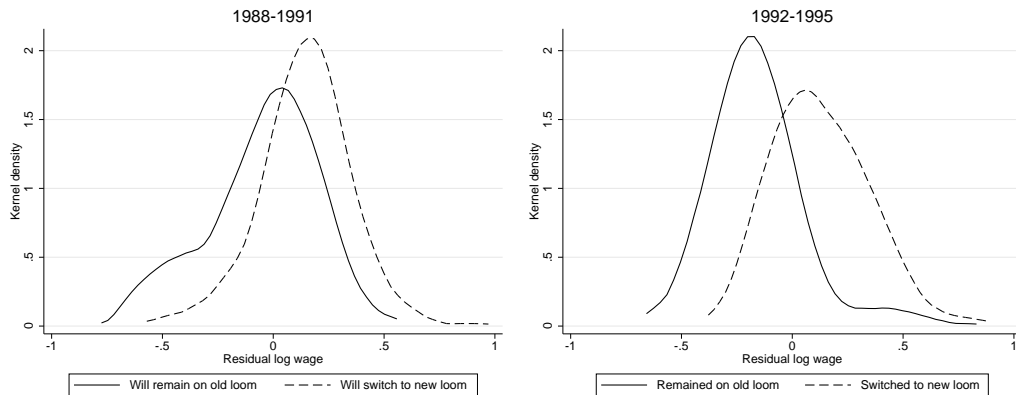 1988-1991
Kernel density
2
1.5
1
.5
0
-1
-.5
0
.5
1
Residual log wage
Will remain on old loom
Will switch to new loom
1992-1995
Kernel density
2
1.5
1
.5
0
-1
-.5
0
.5
1
Residual log wage
Remained on old loom
Switched to new loom